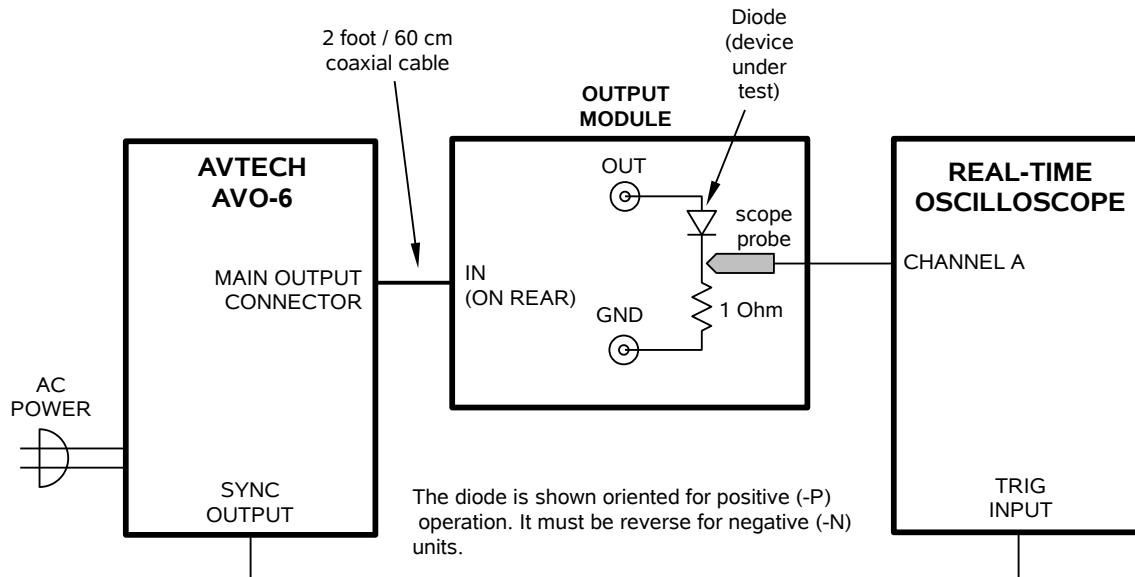 2 foot / 60 cm
coaxial cable
Diode
(device
under
test)
OUTPUT
MODULE
AVTECH
AVO-6
OUT
scope
probe
REAL-TIME
OSCILLOSCOPE
MAIN OUTPUT
CONNECTOR
IN
(ON REAR)
CHANNEL A
GND
1 Ohm
AC
POWER
SYNC
OUTPUT
The diode is shown oriented for positive (-P)
operation. It must be reverse for negative (-N)
units.
TRIG
INPUT